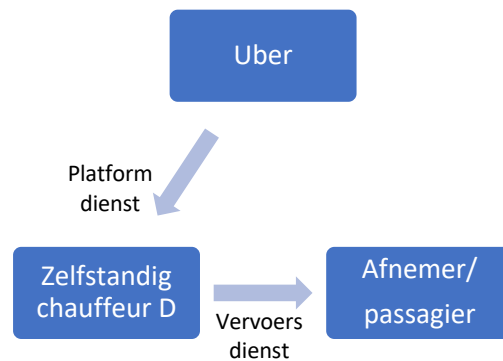 Uber
Platform
dienst
Zelfstandig
chauffeur D
Vervoers
dienst
Afnemer/
passagier